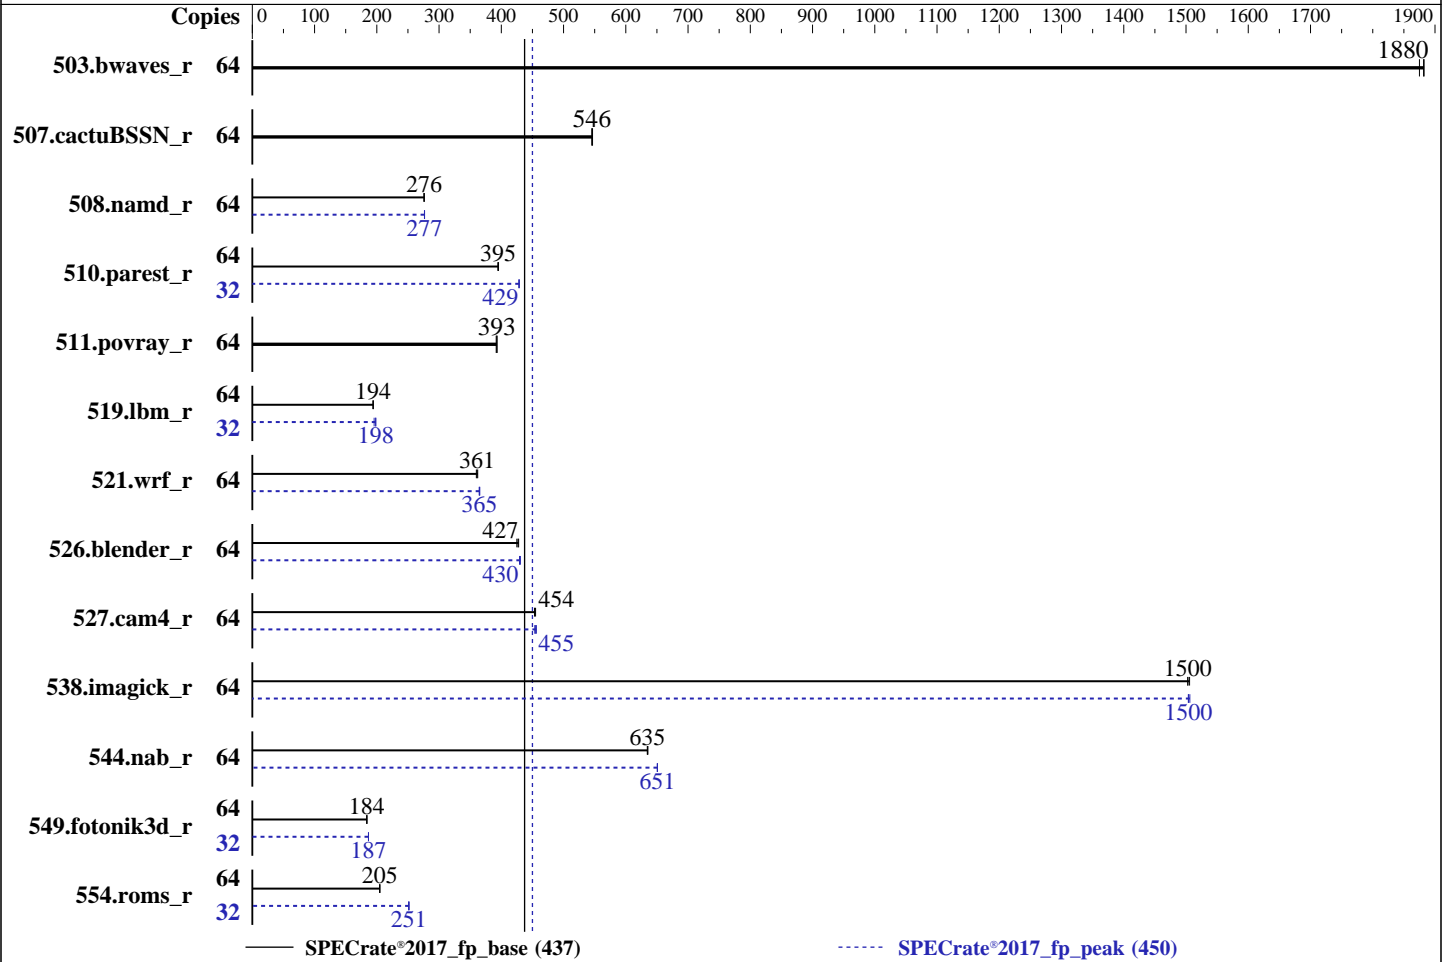 Copies 0 100 200 300 400 500 600 700 800 900 1000 1100 1200 1300 1400 1500 1600 1700 1900
1880
503.bwaves_r 64
546
507.cactuBSSN_r 64
276
508.namd_r 64
277
64 395
510.parest_r
32 429
393
511.povray_r 64
64 194
519.lbm_r
32 198
361
521.wrf_r 64
365
427
526.blender_r 64
430
454
527.cam4_r 64
455
1500
538.imagick_r 64
1500
635
544.nab_r 64
651
64 184
549.fotonik3d_r
32 187
64 205
554.roms_r
32 251
SPECrate®2017_fp_base (437) SPECrate®2017_fp_peak (450)